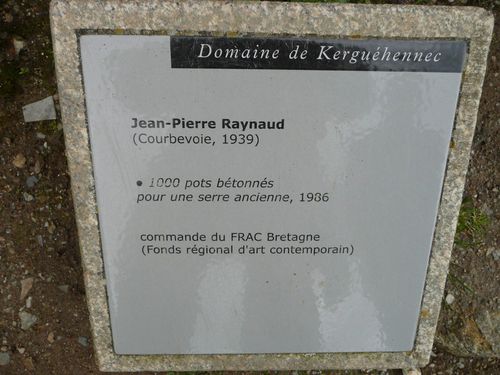 Domaine de Kerguéhennec
Jean-Pierre Raynaud
(Courbevoie, 1939)
• 1000 pots bétonnés
pour une serre ancienne, 1986
commande du FRAC Bretagne
(Fonds régional d'art contemporain)